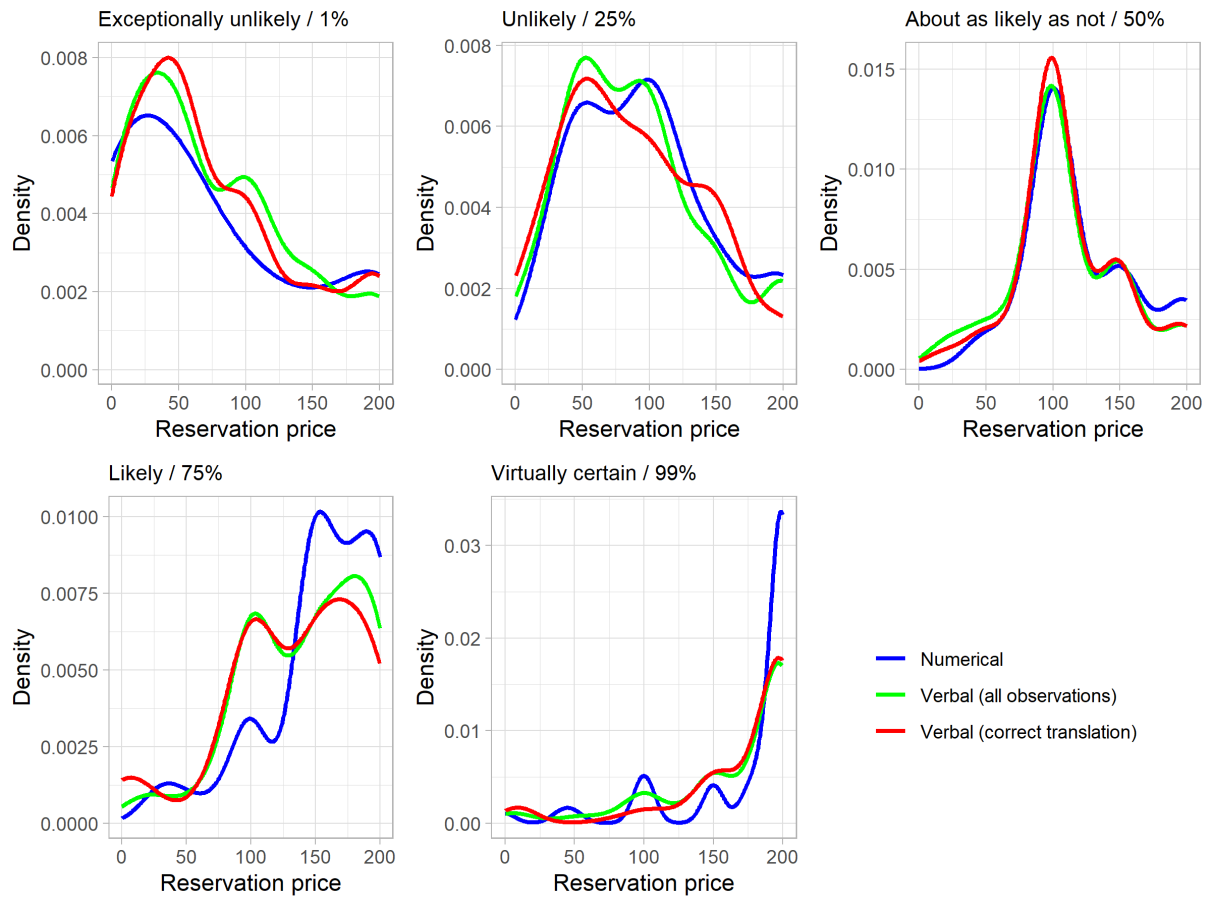 Exceptionally unlikely / 1%
Unlikely / 25%
About as likely as not / 50%
0.008
0.006
0.004
0.002
0.000
Density
0 50 100 150 200
Reservation price
0.008
0.006
0.004
0.002
0.000
Density
0 50 100 150 200
Reservation price
0.015
0.010
0.005
0.000
Density
0 50 100 150 200
Reservation price
Likely / 75%
Virtually certain / 99%
0.0100
0.0075
0.0050
0.0025
0.0000
Density
0 50 100 150 200
Reservation price
0.03
0.02
0.01
0.00
Density
0 50 100 150 200
Reservation price
Numerical
Verbal (all observations)
Verbal (correct translation)